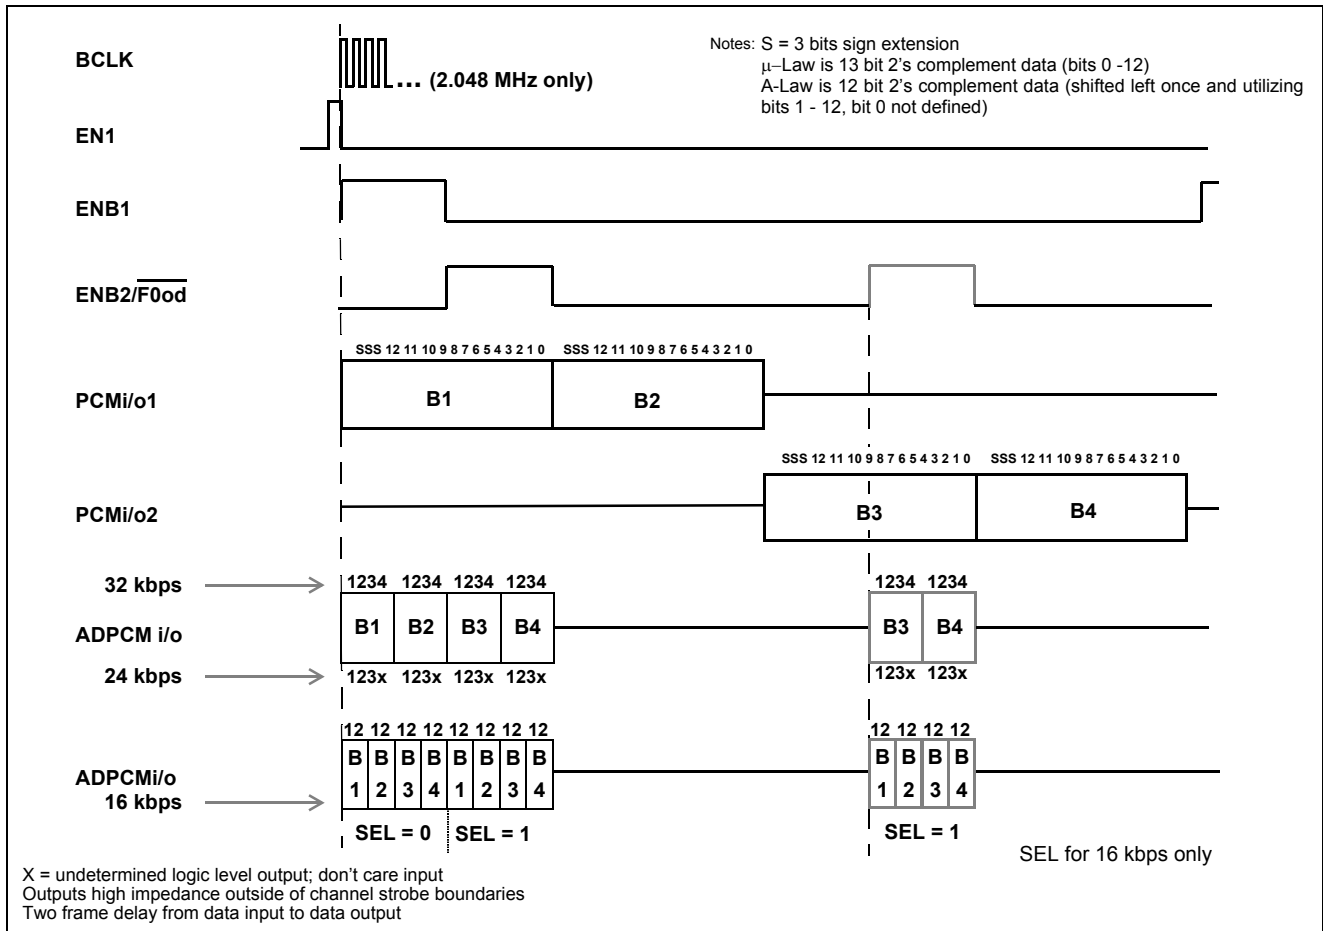 Notes: S = 3 bits sign extension
μ–Law is 13 bit 2's complement data (bits 0 -12)
A-Law is 12 bit 2's complement data (shifted left once and utilizing
bits 1 - 12, bit 0 not defined)
BCLK
... (2.048 MHz only)
EN1
ENB1
ENB2/F0od
SSS 12 11 10 9 8 7 6 5 4 3 2 1 0 SSS 12 11 10 9 8 7 6 5 4 3 2 1 0
PCMi/o1
B1 B2
SSS 12 11 10 9 8 7 6 5 4 3 2 1 0 SSS 12 11 10 9 8 7 6 5 4 3 2 1 0
PCMi/o2
B3 B4
32 kbps
1234 1234 1234 1234 1234 1234
ADPCM i/o
B1 B2 B3 B4 B3 B4
24 kbps
123x 123x 123x 123x 123x 123x
12 12 12 12 12 12 12 12 12 12 12 12
B B B B B B B B B B B B
ADPCMi/o
1 2 3 4 1 2 3 4 1 2 3 4
16 kbps
SEL = 0 SEL = 1 SEL = 1
SEL for 16 kbps only
X = undetermined logic level output; don't care input
Outputs high impedance outside of channel strobe boundaries
Two frame delay from data input to data output